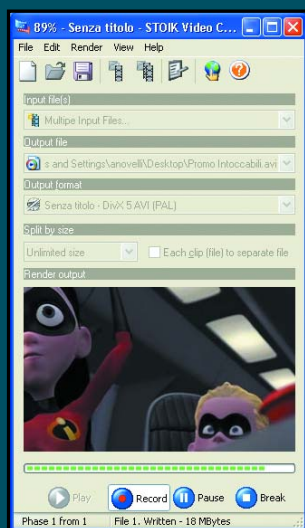 89% - Senza titolo - STOIK Video C...
File Edit Render View Help
Input file(s)
Multipe Input Files...
Output file
s and Settings\anovelli\Desktop\Promo Intoccabili.avi
Output format
Senza titolo - DivX 5 AVI (PAL)
Split by size
Unlimited size Each clip (file) to separate file
Render output
Play Record Pause Break
Phase 1 from 1 File 1. Written - 18 MBytes